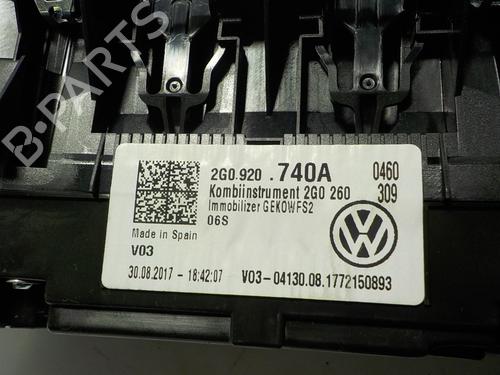 B-PARTS
2G0.920 .740A 0460
Kombiinstrument 2G0 260 309
Immobilizer GEKOWFS2
06S
Made in Spain
V03
30.08.2017 - 18:42:07 V03-04130.08.1772150893